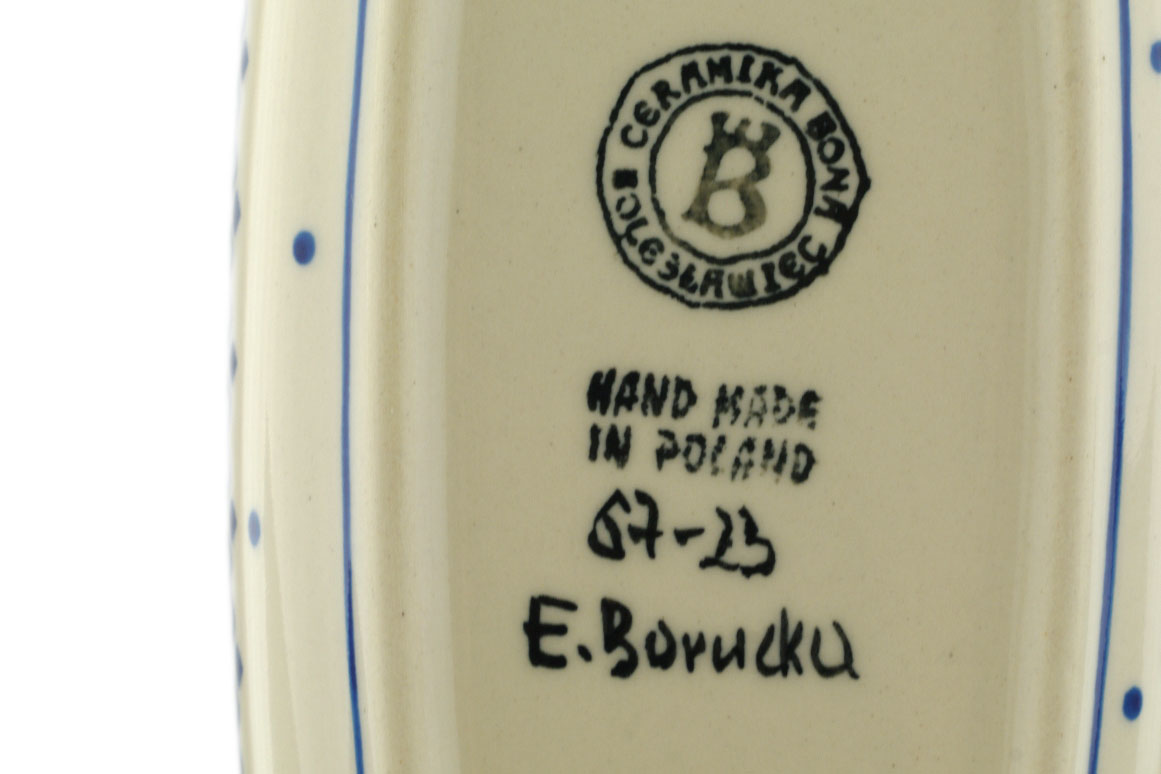 CERAMIKA BONA
BOLESŁAWIEC
B
HAND MADE
IN POLAND
67-23
E. Borucka